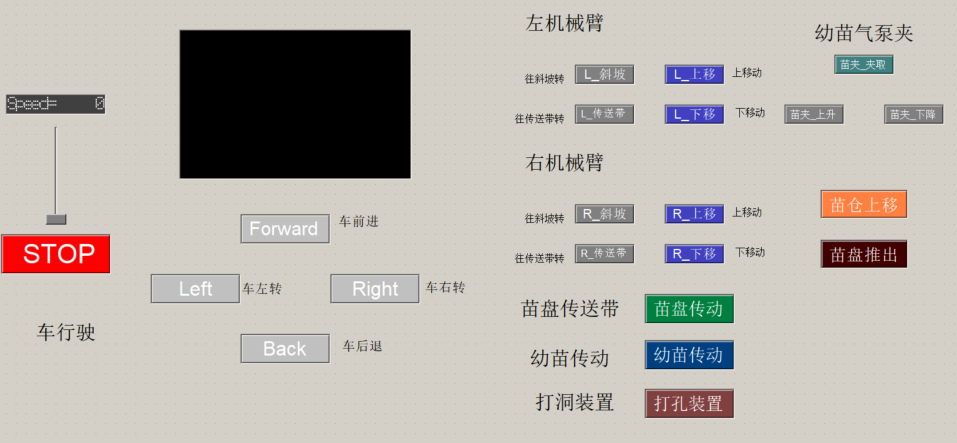 Speed= 0
STOP
车行驶
Forward 车前进
Left 车左转 Right 车右转
Back 车后退
左机械臂
往斜坡转 L_斜坡 L_上移 上移动
往传送带转 L_传送带 L_下移 下移动
右机械臂
往斜坡转 R_斜坡 R_上移 上移动
往传送带转 R_传送带 R_下移 下移动
苗盘传送带 苗盘传动
幼苗传动 幼苗传动
打洞装置 打孔装置
幼苗气泵夹
苗夹_夹取
苗夹_上升 苗夹_下降
苗仓上移
苗盘推出